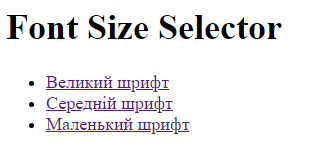 Font Size Selector
Великий шрифт
Середній шрифт
Маленький шрифт